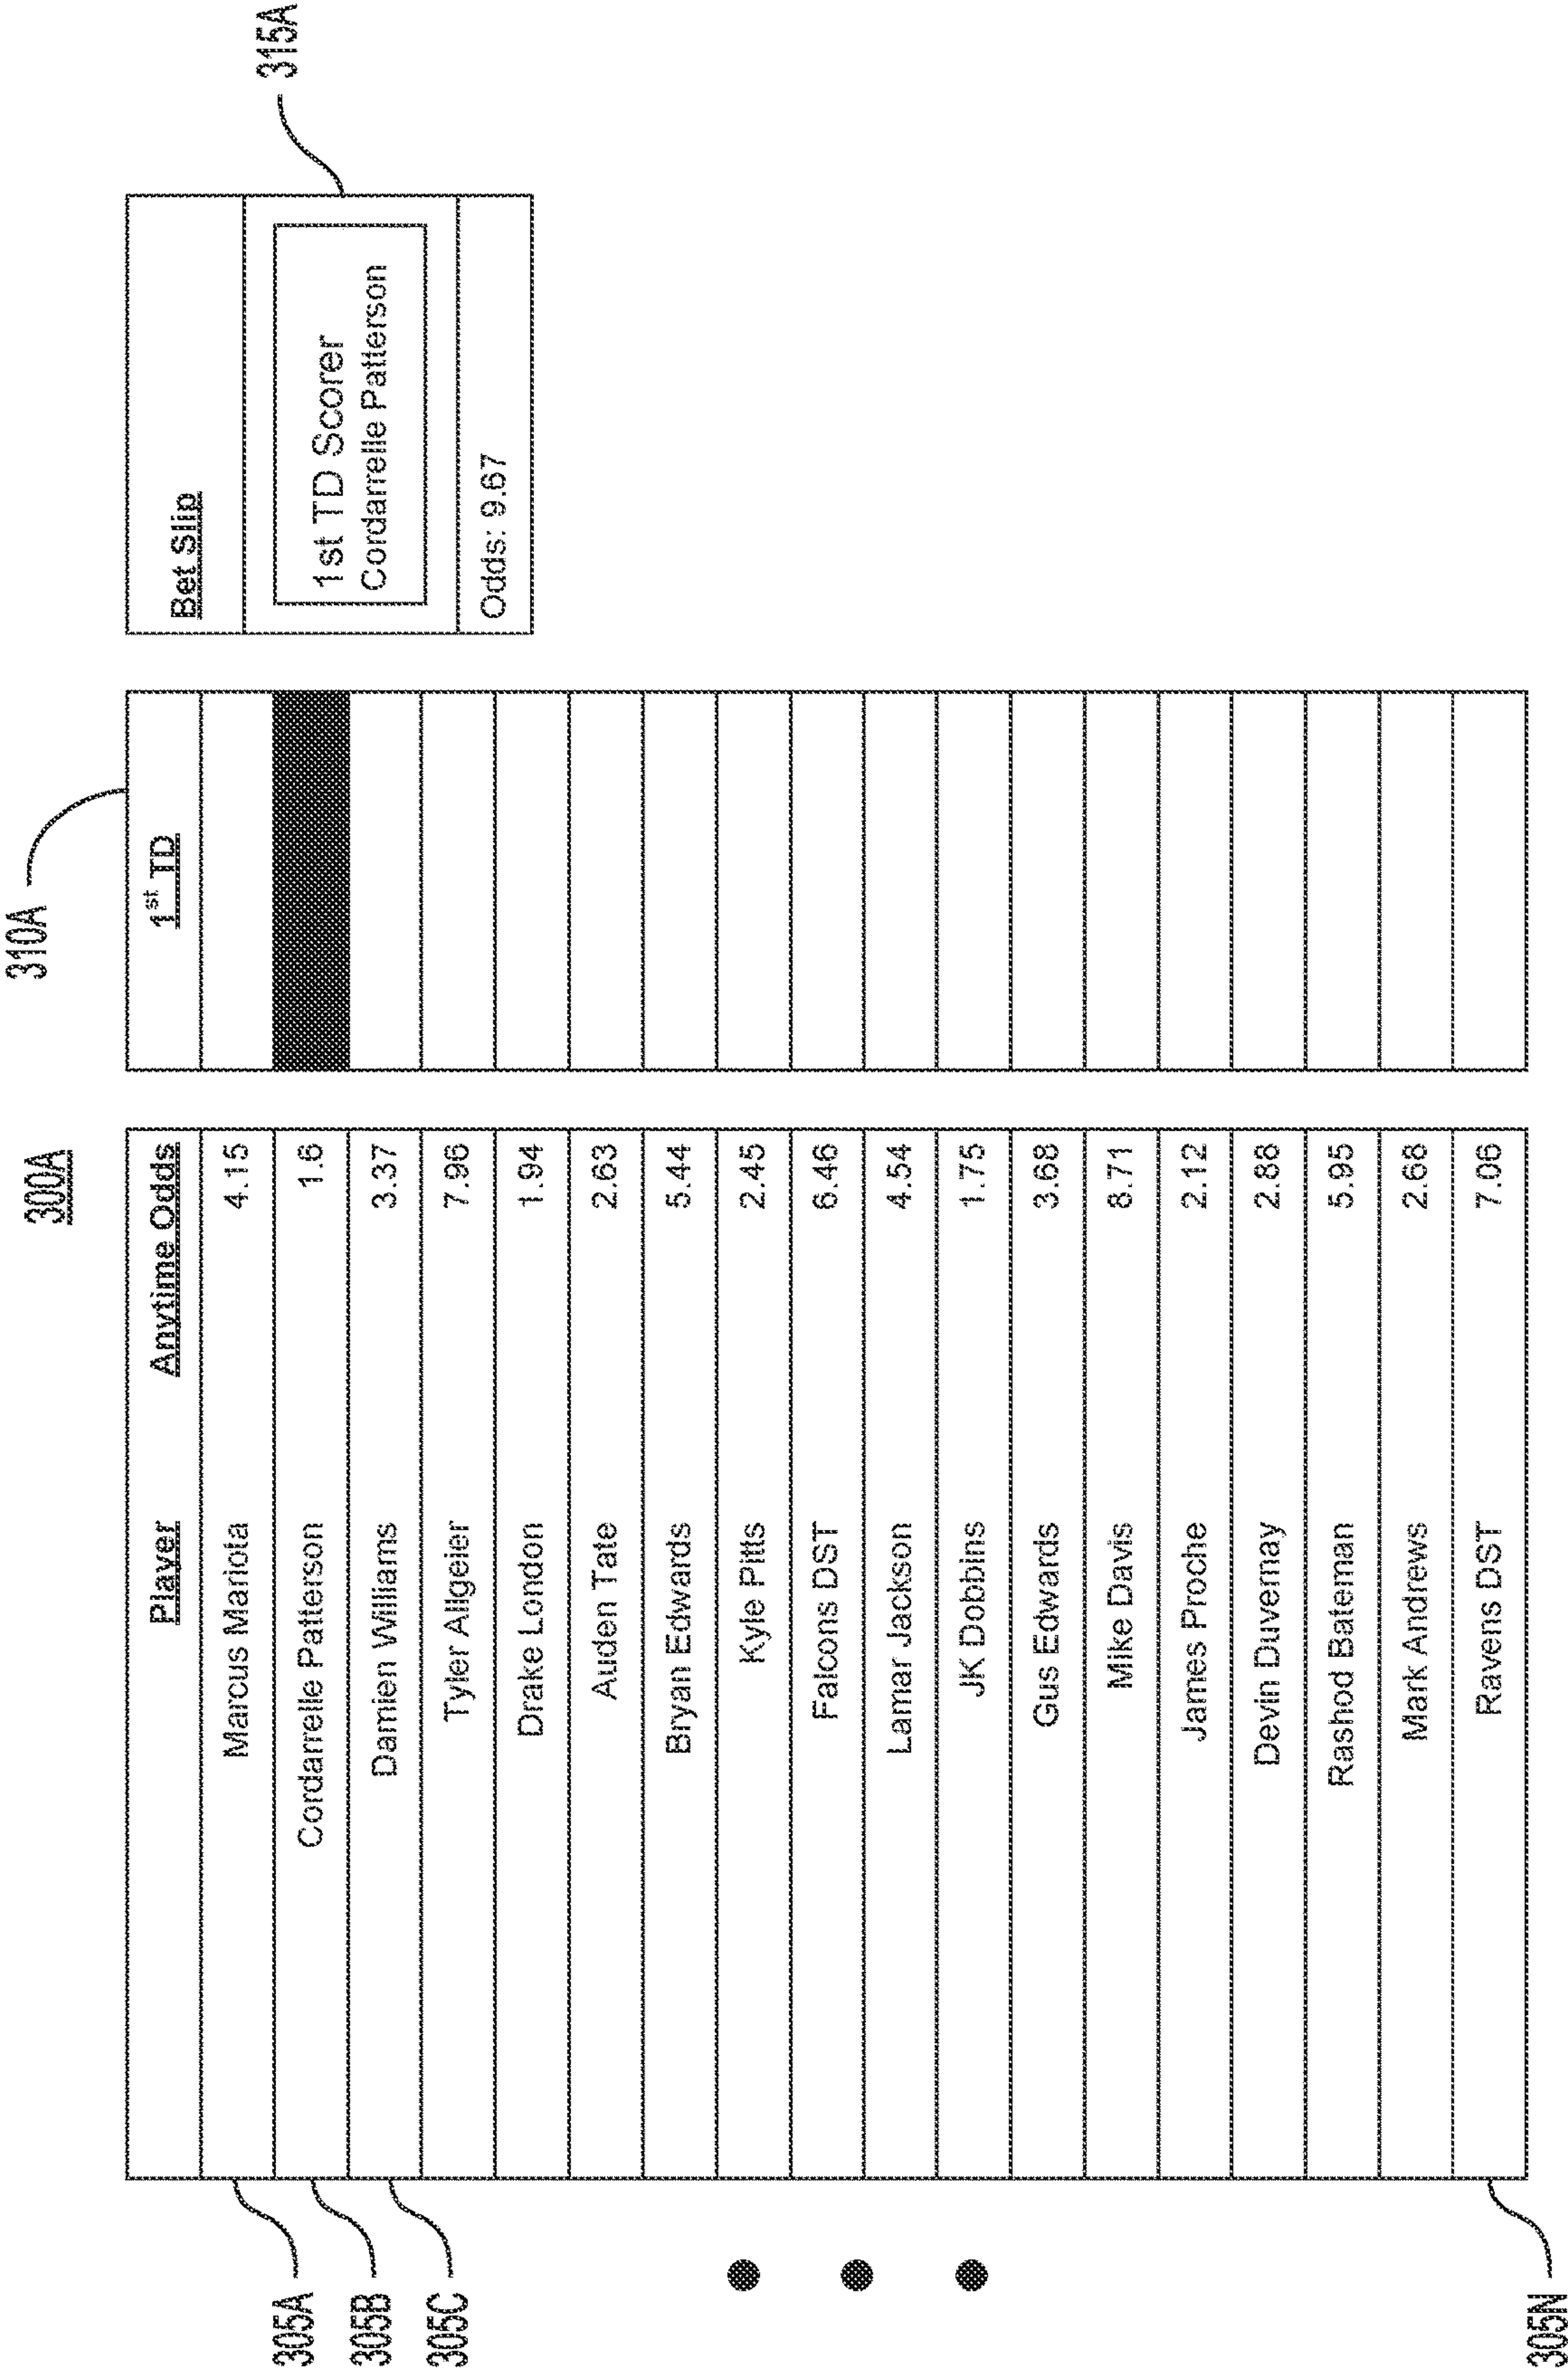 300A
310A
315A
Player Anytime Odds
305A Marcus Mariota 4.15
305B Cordarrelle Patterson 1.6
305C Damien Williams 3.37
Tyler Allgeier 7.96
Drake London 1.94
Auden Tate 2.63
Bryan Edwards 5.44
Kyle Pitts 2.45
Falcons DST 6.46
Lamar Jackson 4.54
JK Dobbins 1.75
Gus Edwards 3.68
Mike Davis 8.71
James Proche 2.12
Devin Duvernay 2.88
Rashod Bateman 5.95
Mark Andrews 2.68
305N Ravens DST 7.06
1st TD
Bet Slip
1st TD Scorer
Cordarrelle Patterson
Odds: 9.67